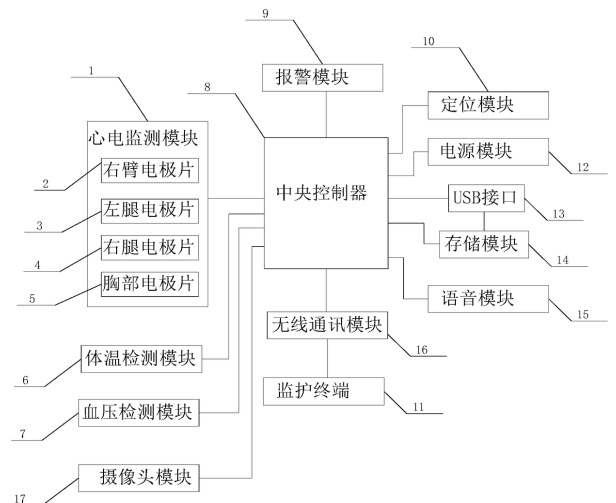 9
报警模块
10
定位模块
1
8
心电监测模块
2
右臂电极片
3
左腿电极片
4
右腿电极片
5
胸部电极片
中央控制器
电源模块
12
USB接口
13
存储模块
14
语音模块
15
无线通讯模块
16
体温检测模块
6
监护终端
11
血压检测模块
7
摄像头模块
17